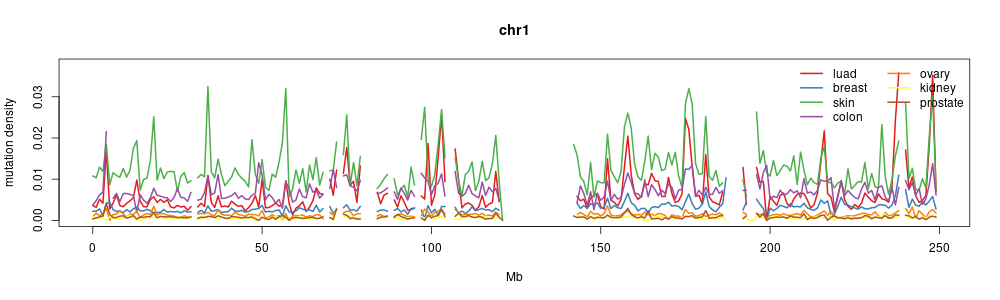 chr1
mutation density
0.00
0.01
0.02
0.03
0
50
100
150
200
250
Mb
luad
breast
skin
colon
ovary
kidney
prostate